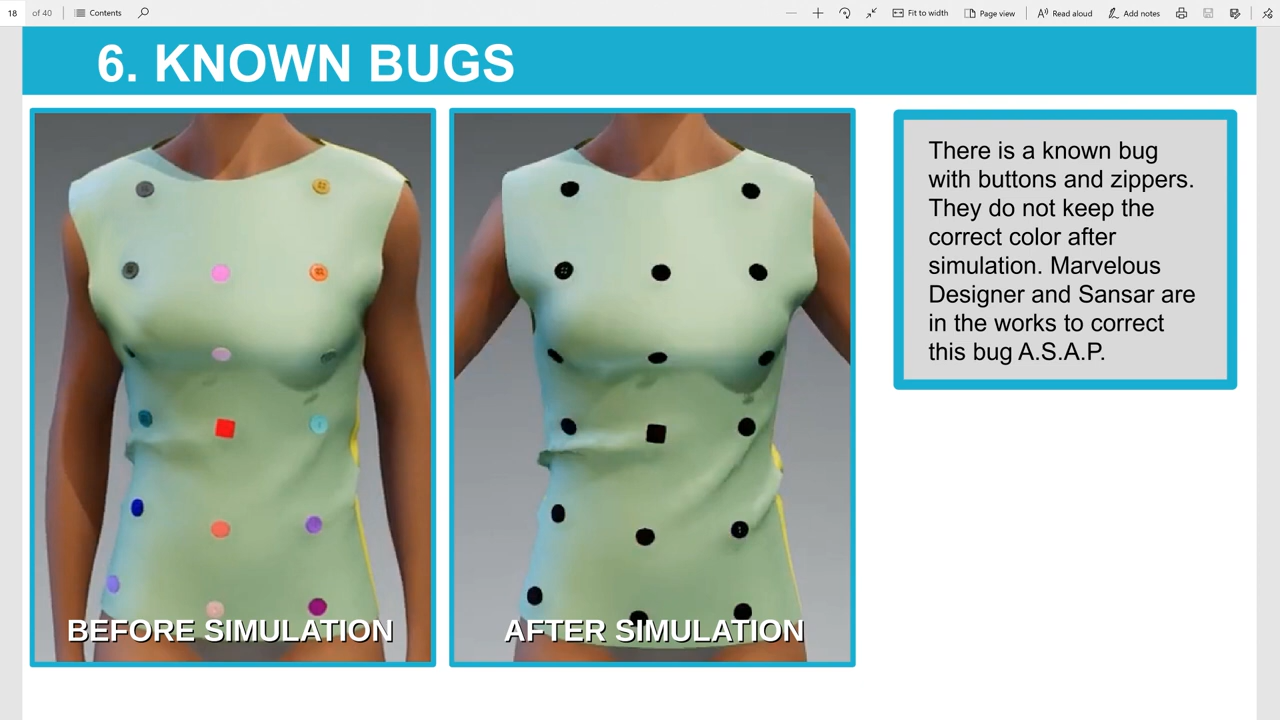 18 of 40 Contents Fit to width Page view Read aloud Add notes
6. KNOWN BUGS
BEFORE SIMULATION
AFTER SIMULATION
There is a known bug
with buttons and zippers.
They do not keep the
correct color after
simulation. Marvelous
Designer and Sansar are
in the works to correct
this bug A.S.A.P.